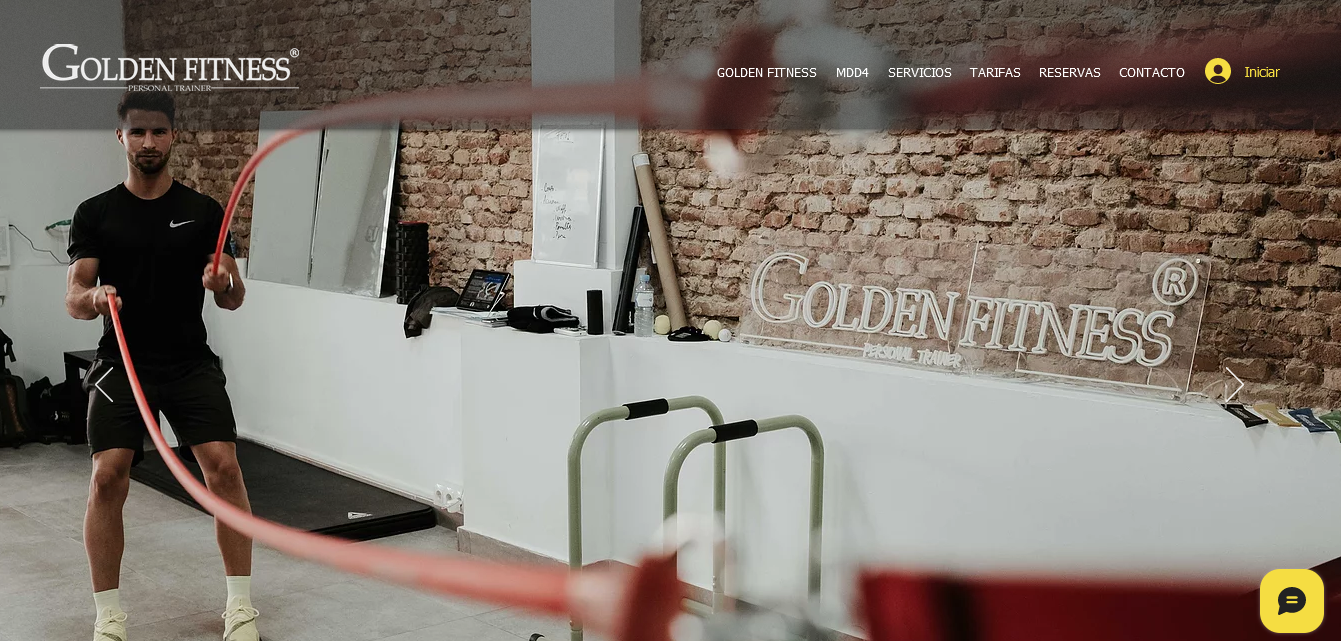 GOLDEN FITNESS®
PERSONAL TRAINER
GOLDEN FITNESS MDD4 SERVICIOS TARIFAS RESERVAS CONTACTO Iniciar
GOLDEN FITNESS®
PERSONAL TRAINER